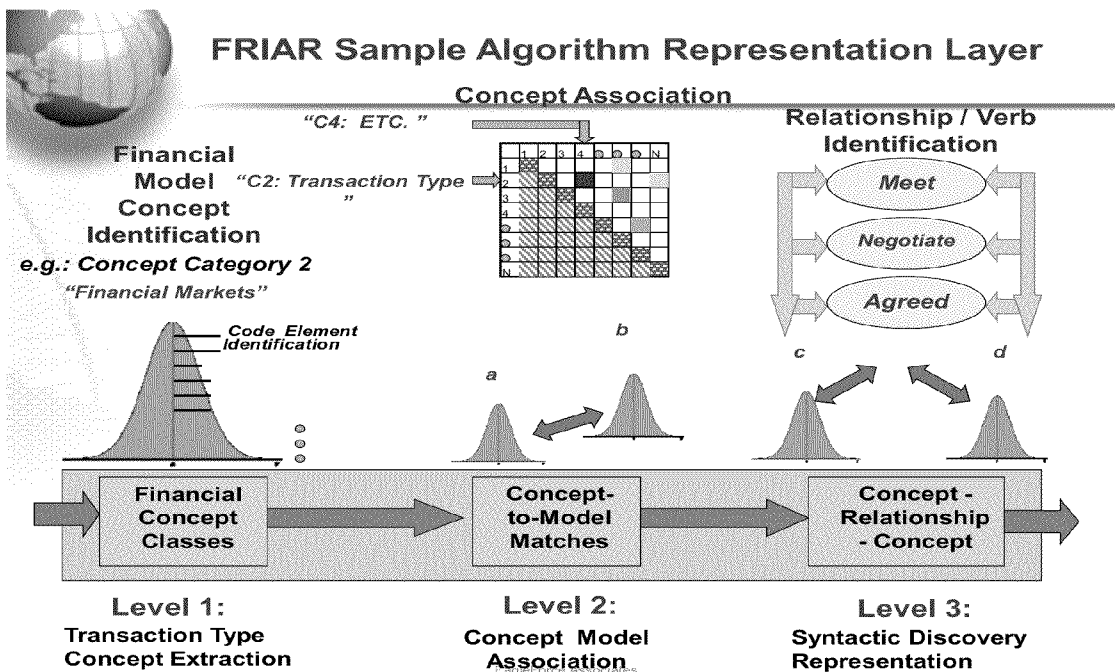 FRIAR Sample Algorithm Representation Layer
Concept Association
"C4: ETC. "
Relationship / Verb
Identification
Financial
Model
Concept
Identification
"C2: Transaction Type
"
e.g.: Concept Category 2
"Financial Markets"
1 2 3 4 N
1
2
3
4
N
Meet
Negotiate
Agreed
Code Element
Identification
a
b
c
d
Financial
Concept
Classes
Concept-
to-Model
Matches
Concept -
Relationship
- Concept
Level 1:
Transaction Type
Concept Extraction
Level 2:
Concept Model
Association
Level 3:
Syntactic Discovery
Representation